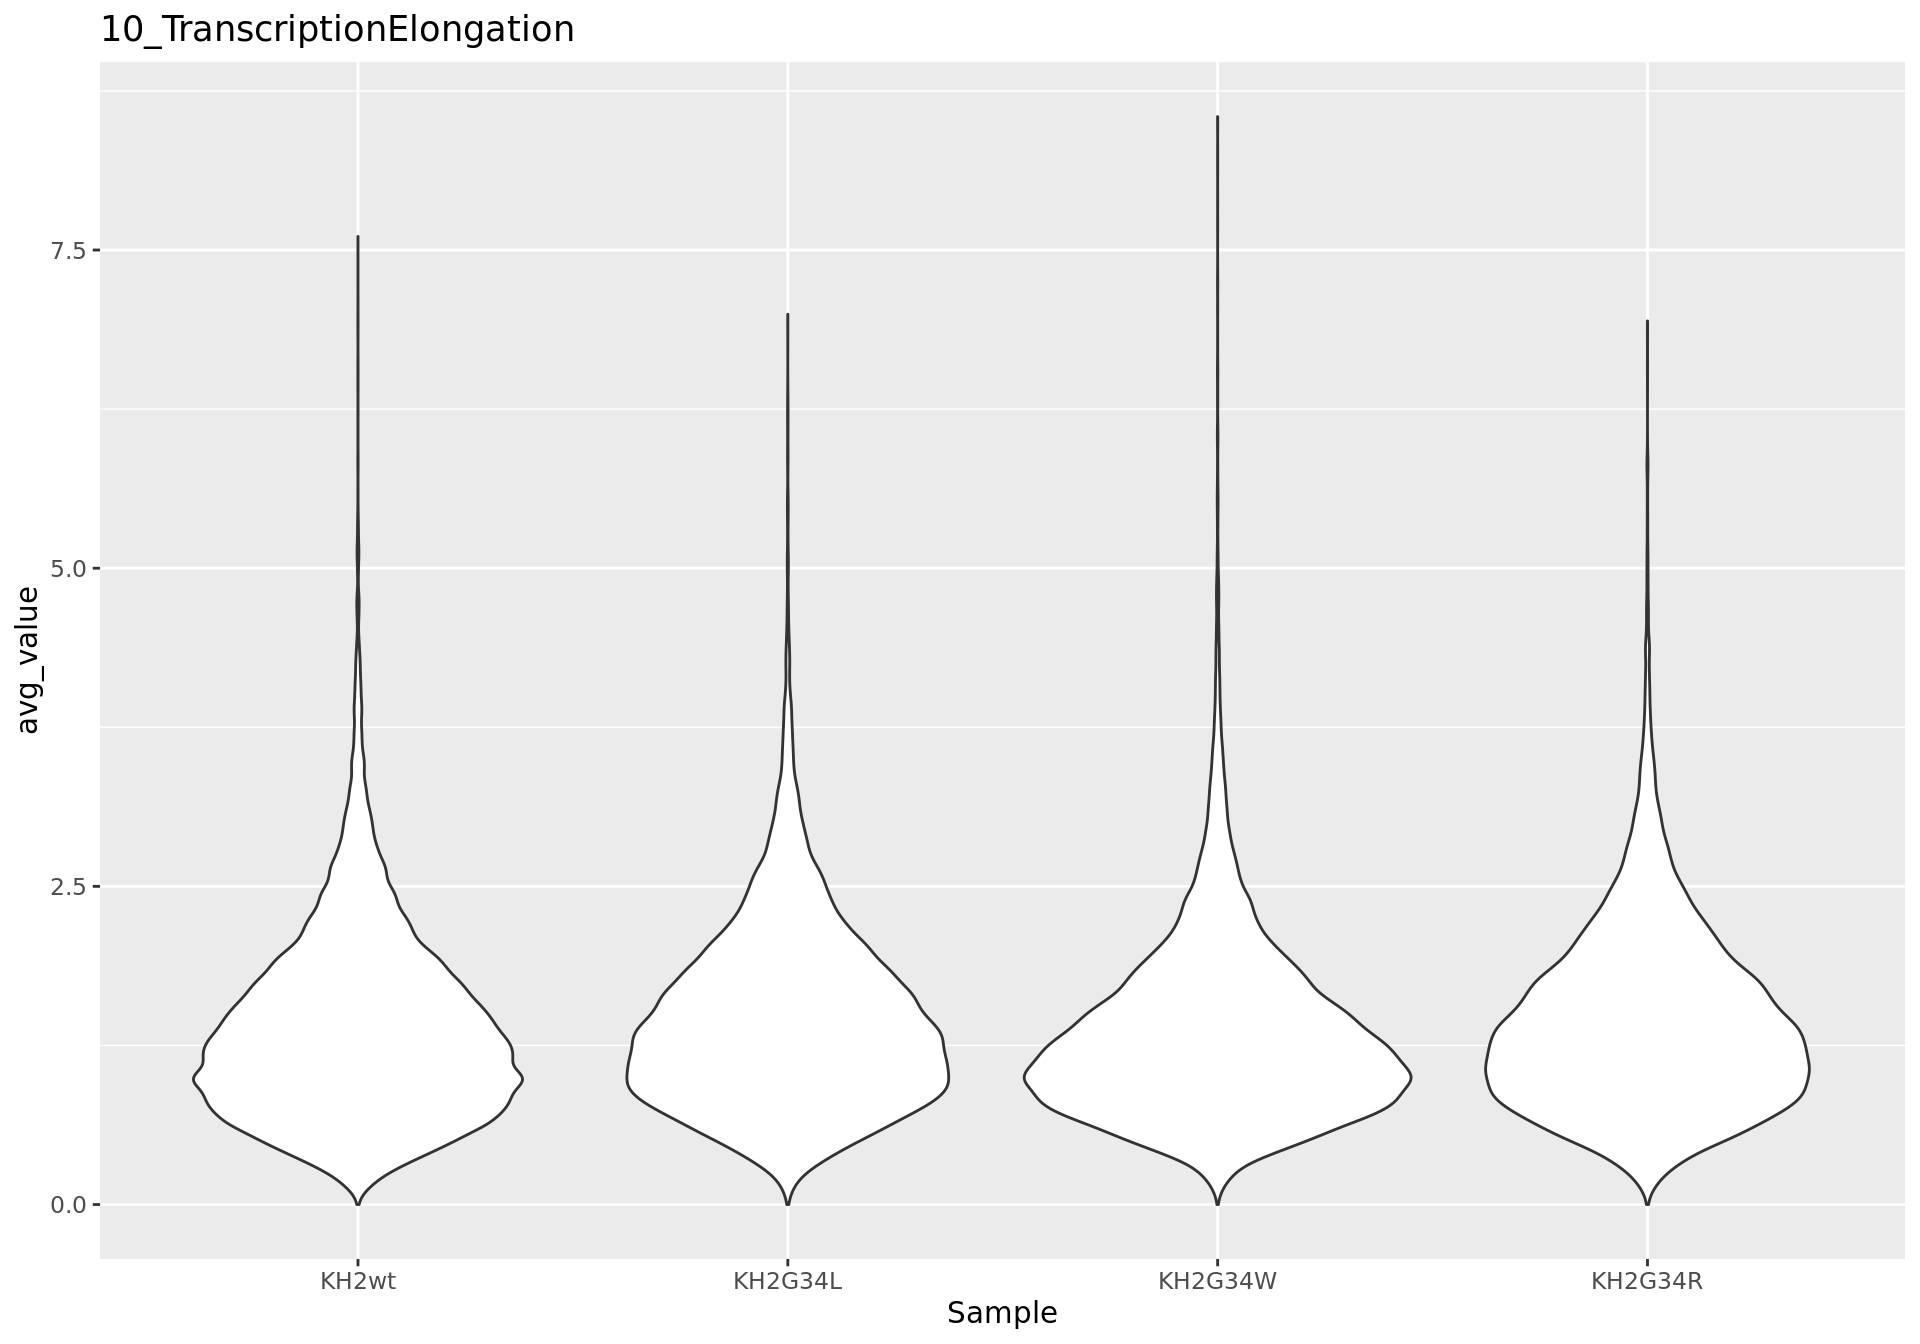 10_TranscriptionElongation
avg_value
7.5
5.0
2.5
0.0
KH2wt KH2G34L KH2G34W KH2G34R
Sample